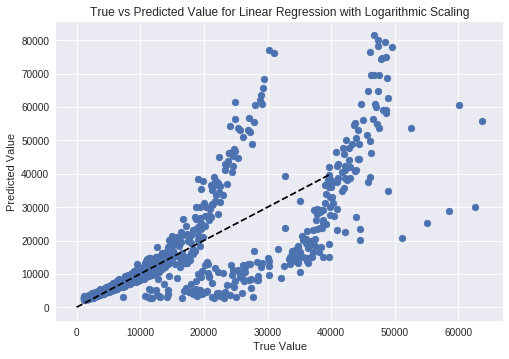 True vs Predicted Value for Linear Regression with Logarithmic Scaling
80000
70000
60000
50000
40000
30000
20000
10000
0
Predicted Value
0 10000 20000 30000 40000 50000 60000
True Value